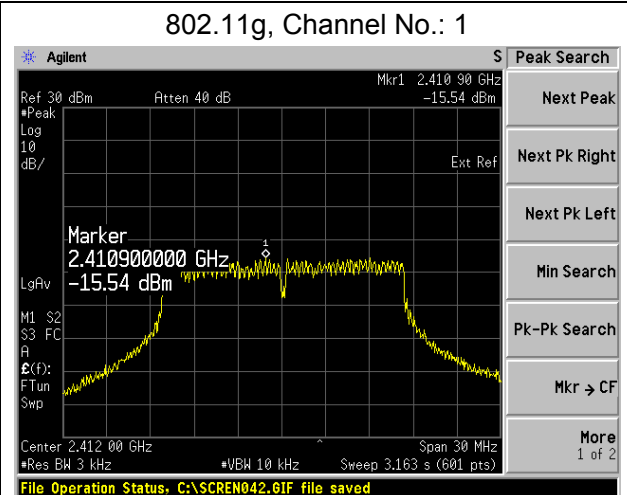 802.11g, Channel No.: 1
Agilent
S
Peak Search
Mkr1 2.410 90 GHz
Ref 30 dBm Atten 40 dB -15.54 dBm
#Peak
Log
10
dB/
Ext Ref
Marker
2.410900000 GHz
-15.54 dBm
1
LgAv
M1 S2
S3 FC
A
£(f):
FTun
Swp
Center 2.412 00 GHz ^ Span 30 MHz
#Res BW 3 kHz #VBW 10 kHz Sweep 3.163 s (601 pts)
File Operation Status, C:\SCREN042.GIF file saved
Next Peak
Next Pk Right
Next Pk Left
Min Search
Pk-Pk Search
Mkr → CF
More
1 of 2